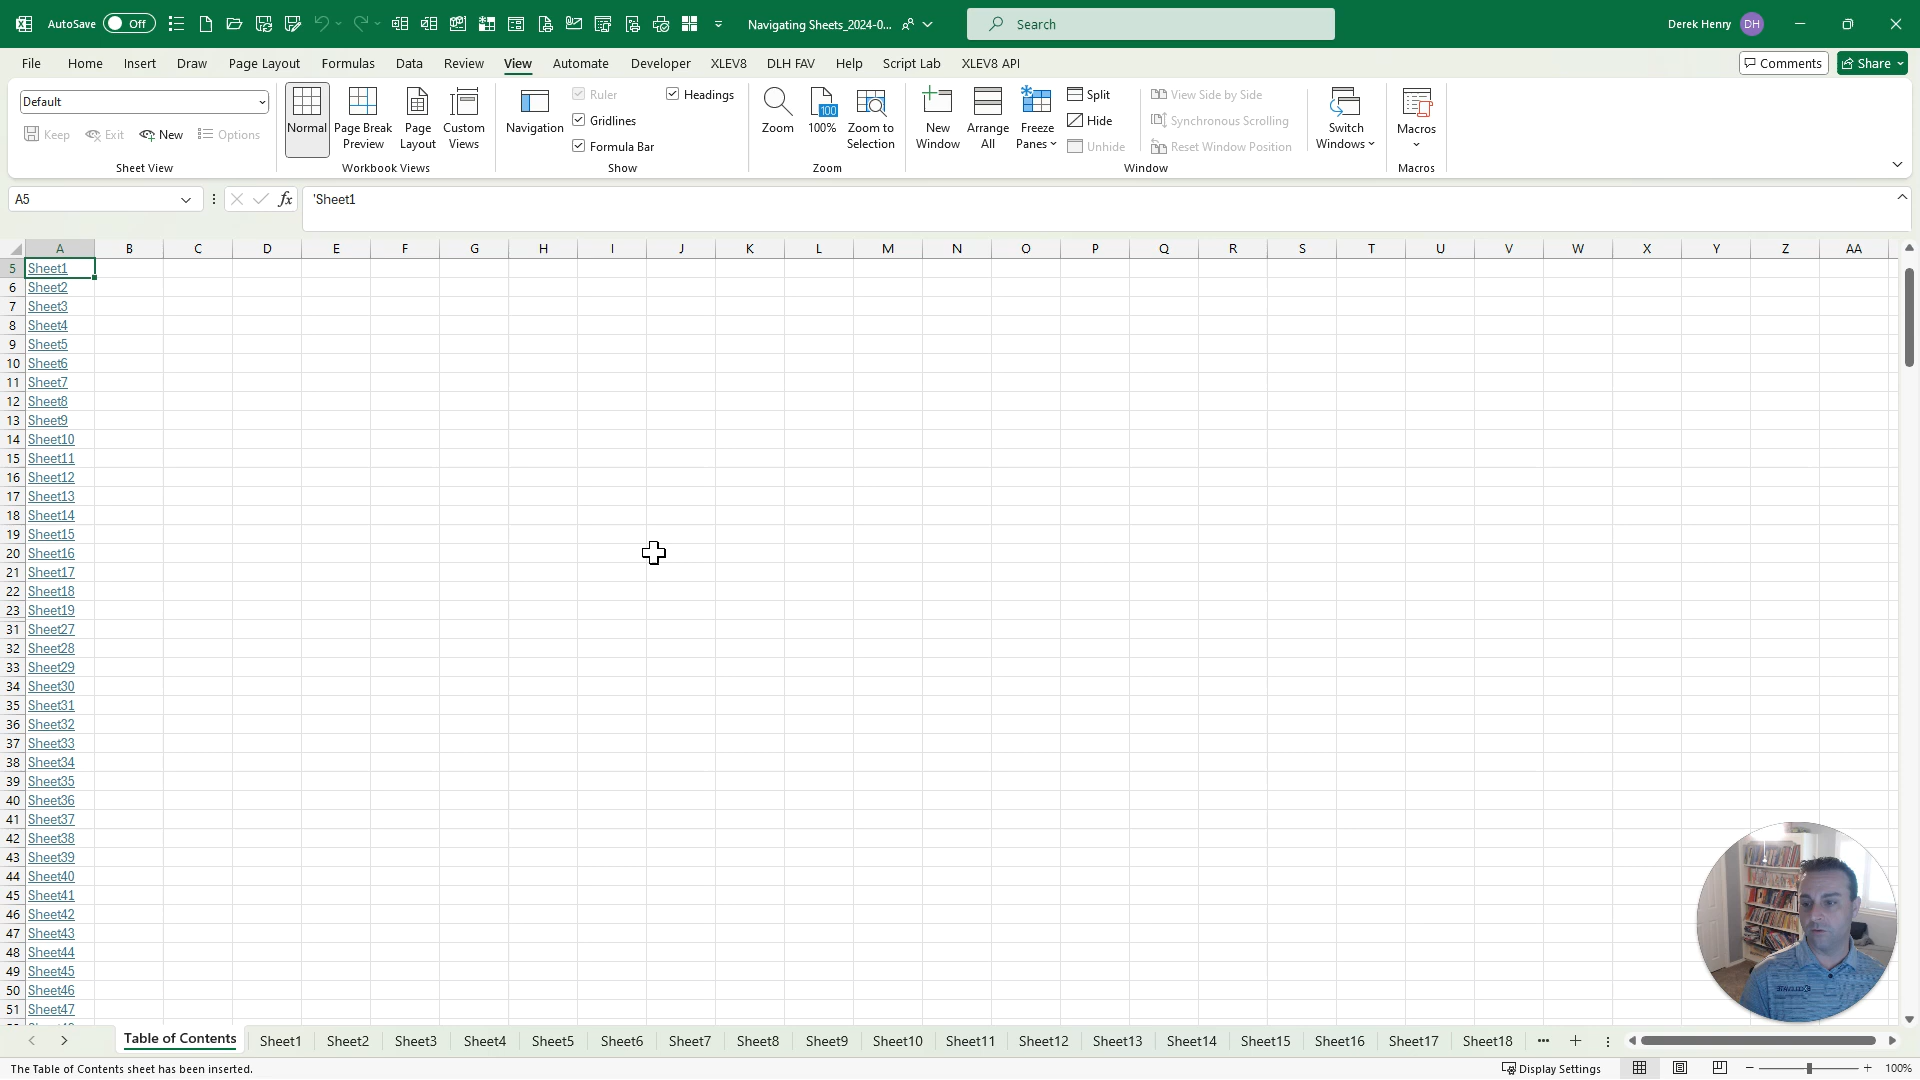 AutoSave Off Navigating Sheets_2024-0... Search Derek Henry DH
File Home Insert Draw Page Layout Formulas Data Review View Automate Developer XLEV8 DLH FAV Help Script Lab XLEV8 API Comments Share
Default
Keep Exit New Options
Sheet View
Normal
Page Break
Preview
Page
Layout
Custom
Views
Workbook Views
Navigation
Ruler
Gridlines
Formula Bar
Headings
Show
Zoom
100
100%
Zoom to
Selection
Zoom
New
Window
Arrange
All
Freeze
Panes
Split
Hide
Unhide
View Side by Side
Synchronous Scrolling
Reset Window Position
Switch
Windows
Window
Macros
Macros
A5 fx 'Sheet1
A B C D E F G H I J K L M N O P Q R S T U V W X Y Z AA
5 Sheet1
6 Sheet2
7 Sheet3
8 Sheet4
9 Sheet5
10 Sheet6
11 Sheet7
12 Sheet8
13 Sheet9
14 Sheet10
15 Sheet11
16 Sheet12
17 Sheet13
18 Sheet14
19 Sheet15
20 Sheet16
21 Sheet17
22 Sheet18
23 Sheet19
31 Sheet27
32 Sheet28
33 Sheet29
34 Sheet30
35 Sheet31
36 Sheet32
37 Sheet33
38 Sheet34
39 Sheet35
40 Sheet36
41 Sheet37
42 Sheet38
43 Sheet39
44 Sheet40
45 Sheet41
46 Sheet42
47 Sheet43
48 Sheet44
49 Sheet45
50 Sheet46
51 Sheet47
Table of Contents Sheet1 Sheet2 Sheet3 Sheet4 Sheet5 Sheet6 Sheet7 Sheet8 Sheet9 Sheet10 Sheet11 Sheet12 Sheet13 Sheet14 Sheet15 Sheet16 Sheet17 Sheet18 ...
The Table of Contents sheet has been inserted. Display Settings 100%